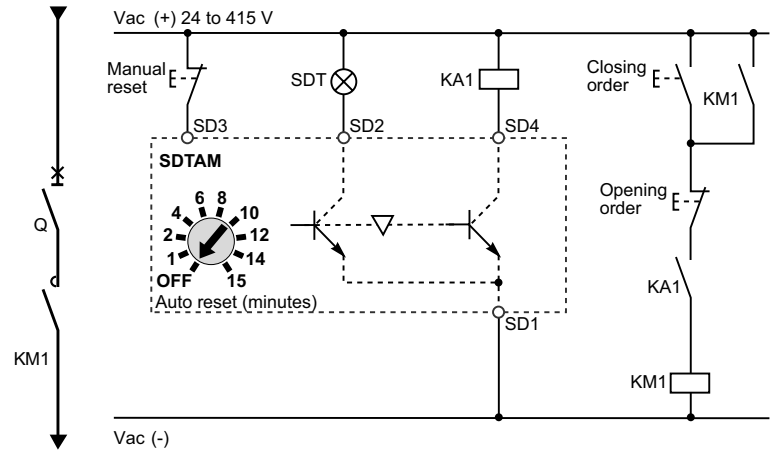 Vac (+) 24 to 415 V
Manual
reset
SDT
KA1
Closing
order
KM1
SD3
SD2
SD4
SDTAM
6 8
4 10
2 12
1 14
OFF 15
Auto reset (minutes)
SD1
Opening
order
KA1
KM1
Q
KM1
Vac (-)